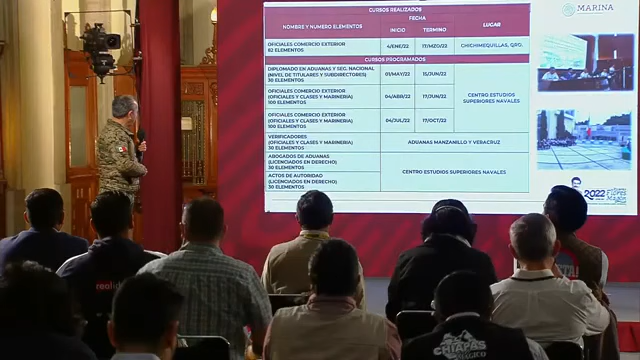 CURSOS REALIZADOS
NOMBRE Y NUMERO ELEMENTOS
FECHA
INICIO
TERMINO
LUGAR
OFICIALES COMERCIO EXTERIOR
62 ELEMENTOS
4/ENE/22
17/MZO/22
CHICHIMEQUILLAS, QRO.
CURSOS PROGRAMADOS
DIPLOMADO EN ADUANAS Y SEG. NACIONAL
(NIVEL DE TITULARES Y SUBDIRECTORES)
30 ELEMENTOS
01/MAY/22
15/JUN/22
OFICIALES COMERCIO EXTERIOR
(OFICIALES Y CLASES Y MARINERIA)
100 ELEMENTOS
04/ABR/22
17/JUN/22
CENTRO ESTUDIOS
SUPERIORES NAVALES
OFICIALES COMERCIO EXTERIOR
(OFICIALES Y CLASES Y MARINERIA)
100 ELEMENTOS
04/JUL/22
17/OCT/22
VERIFICADORES
(OFICIALES Y CLASES Y MARINERIA)
30 ELEMENTOS
ADUANAS MANZANILLO Y VERACRUZ
ABOGADOS DE ADUANAS
(LICENCIADOS EN DERECHO)
30 ELEMENTOS
ACTOS DE AUTORIDAD
(LICENCIADOS EN DERECHO)
30 ELEMENTOS
CENTRO ESTUDIOS SUPERIORES NAVALES
MARINA
2022 Flores
Magón
CHIAPAS